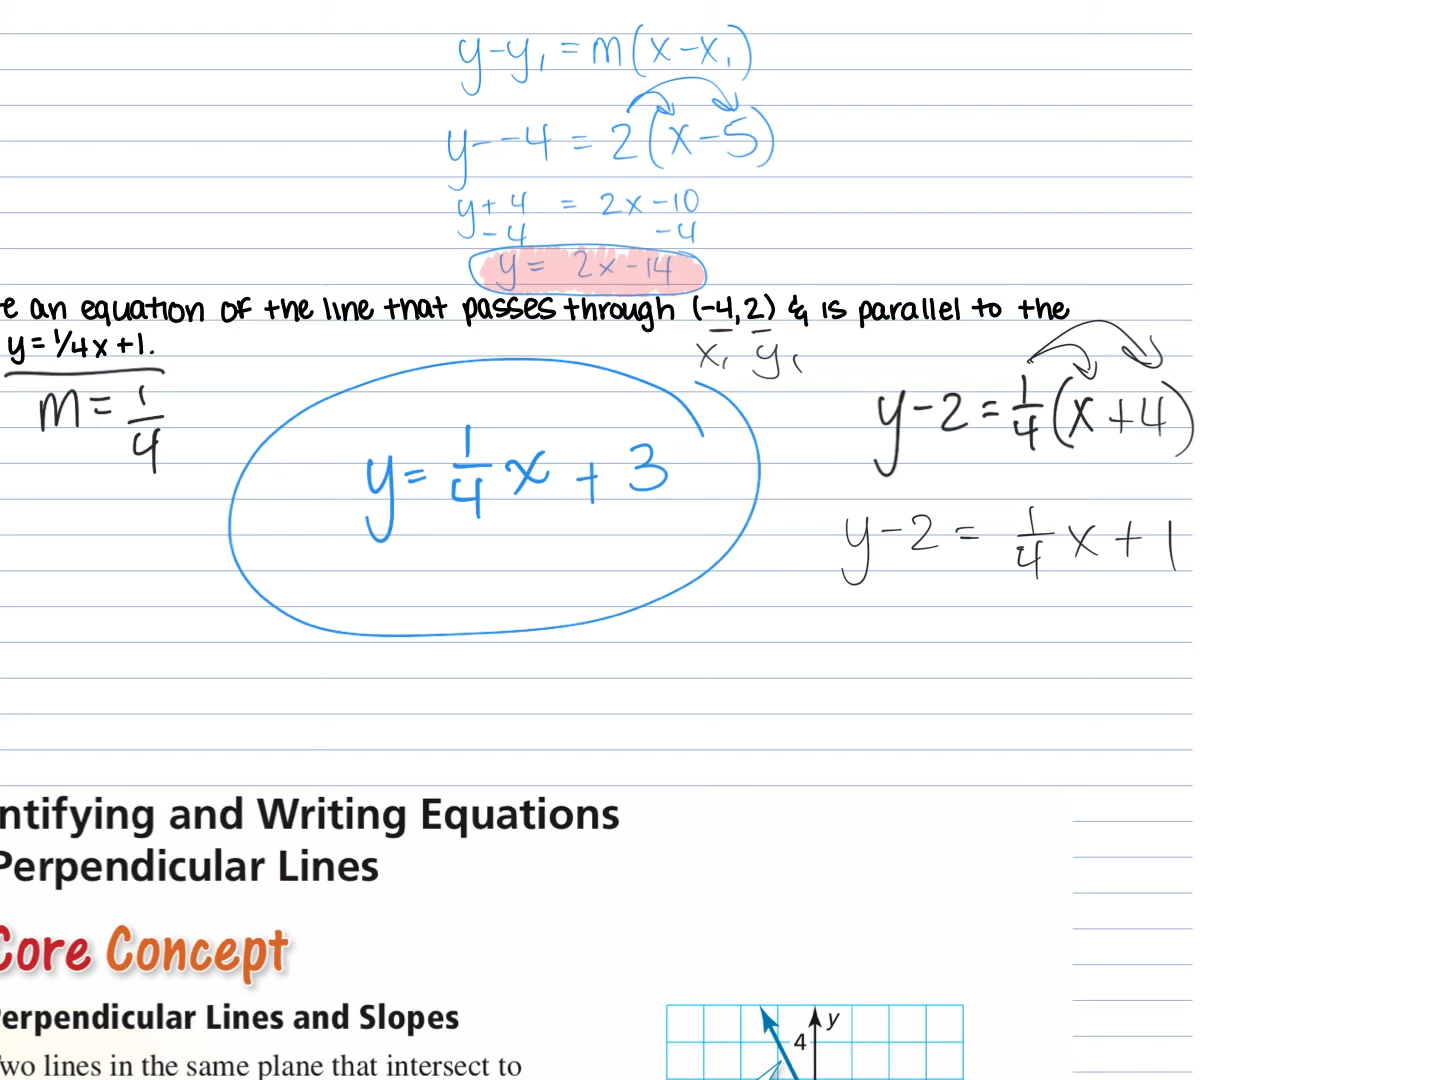 y-y₁ = m(x-x₁)
y--4 = 2(x-5)
y+4 = 2x-10
-4 -4
y = 2x-14
e an equation of the line that passes through (-4,2) & is parallel to the
y=1/4x+1.
x₁ y₁
m = 1/4
y-2 = 1/4(x+4)
y = 1/4x + 3
y-2 = 1/4x + 1
ntifying and Writing Equations
Perpendicular Lines
Core Concept
erpendicular Lines and Slopes
wo lines in the same plane that intersect to
y
4